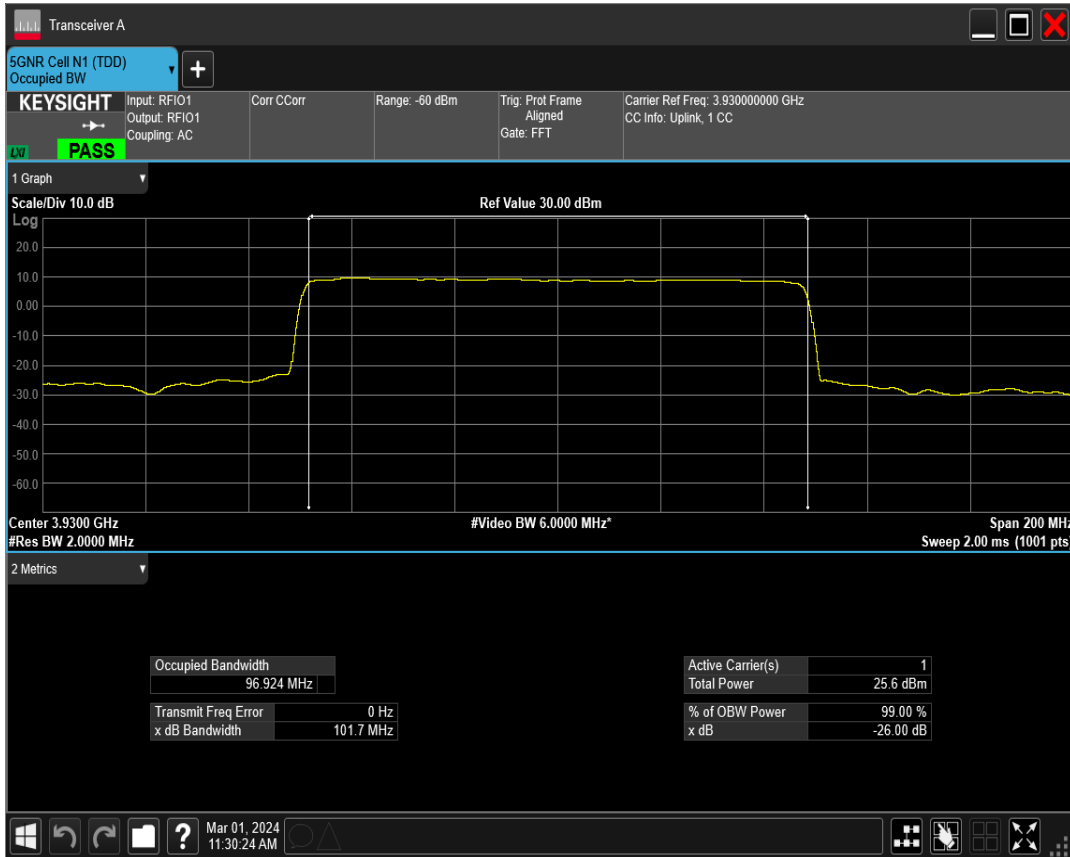 Transceiver A
5GNR Cell N1 (TDD)
Occupied BW
+
KEYSIGHT
LXI
PASS
Input: RFIO1
Output: RFIO1
Coupling: AC
Corr CCorr
Range: -60 dBm
Trig: Prot Frame
Aligned
Gate: FFT
Carrier Ref Freq: 3.930000000 GHz
CC Info: Uplink, 1 CC
1 Graph
Scale/Div 10.0 dB
Ref Value 30.00 dBm
Log
20.0
10.0
0.00
-10.0
-20.0
-30.0
-40.0
-50.0
-60.0
Center 3.9300 GHz
#Video BW 6.0000 MHz*
Span 200 MHz
#Res BW 2.0000 MHz
Sweep 2.00 ms (1001 pts)
2 Metrics
Occupied Bandwidth
96.924 MHz
Transmit Freq Error 0 Hz
x dB Bandwidth 101.7 MHz
Active Carrier(s) 1
Total Power 25.6 dBm
% of OBW Power 99.00 %
x dB -26.00 dB
?
Mar 01, 2024
11:30:24 AM